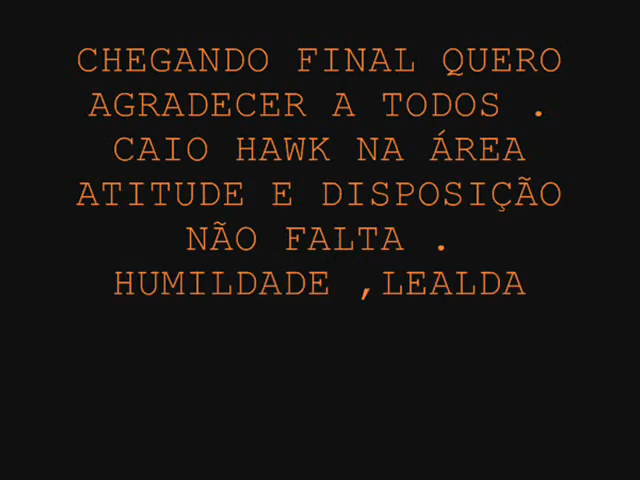 CHEGANDO FINAL QUERO
AGRADECER A TODOS .
CAIO HAWK NA ÁREA
ATITUDE E DISPOSIÇÃO
NÃO FALTA .
HUMILDADE ,LEALDA